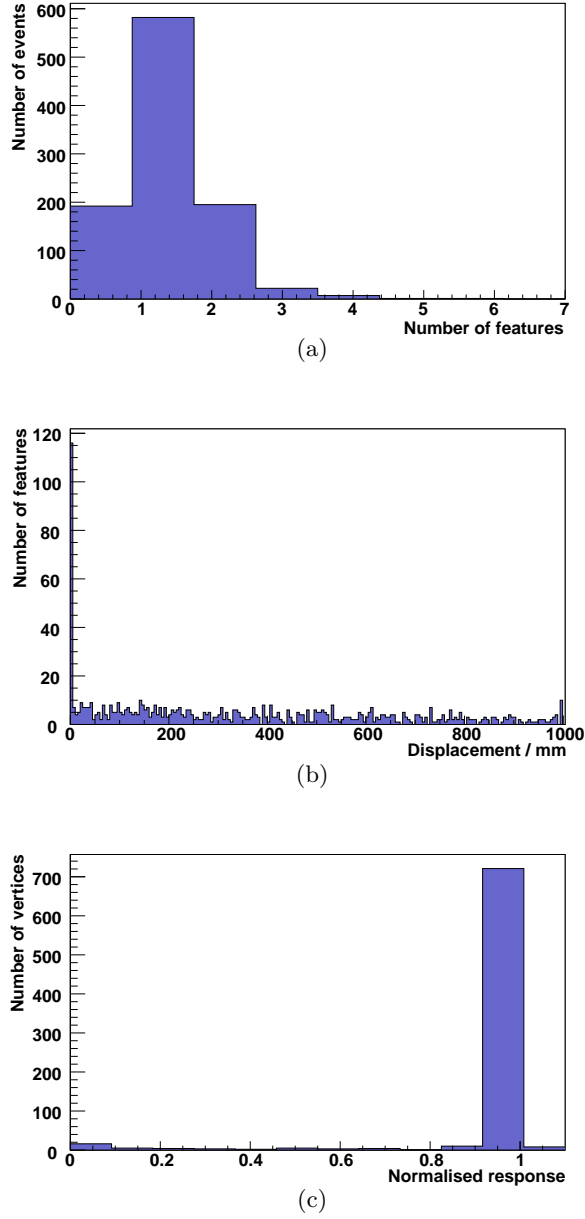 Number of events
600
500
400
300
200
100
0
0 1 2 3 4 5 6 7
Number of features
(a)
Number of features
120
100
80
60
40
20
0
0 200 400 600 800 1000
Displacement / mm
(b)
Number of vertices
700
600
500
400
300
200
100
0
0 0.2 0.4 0.6 0.8 1
Normalised response
(c)